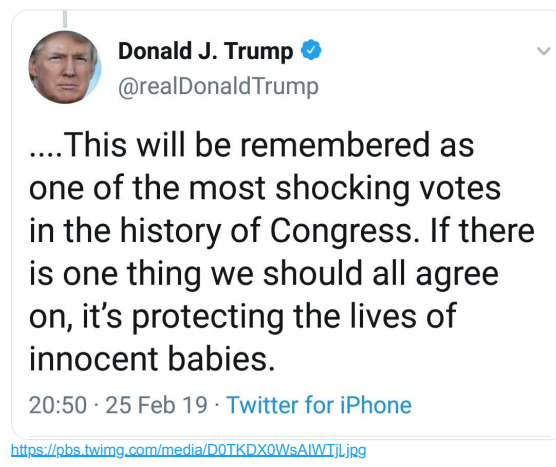 Donald J. Trump
@realDonaldTrump
....This will be remembered as
one of the most shocking votes
in the history of Congress. If there
is one thing we should all agree
on, it’s protecting the lives of
innocent babies.
20:50 · 25 Feb 19 · Twitter for iPhone
https://pbs.twimg.com/media/D0TKDX0WsAIWTjl.jpg